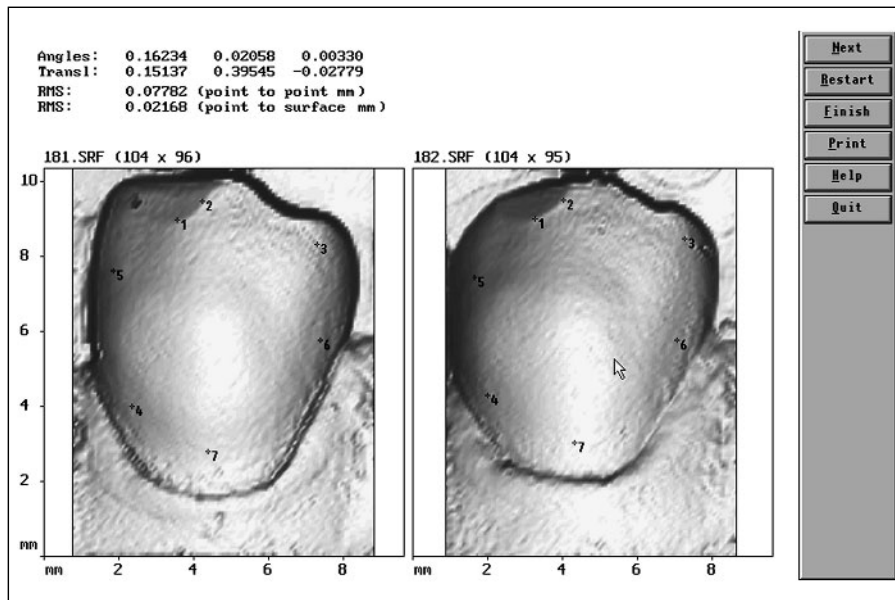 Angles: 0.16234 0.02058 0.00330
Transl: 0.15137 0.39545 -0.02779
RMS: 0.07782 (point to point mm)
RMS: 0.02168 (point to surface mm)
181.SRF (104 x 96)
182.SRF (104 x 95)
10
8
6
4
2
mm
mm 2 4 6 8
mm 2 4 6 8
1
2
3
4
5
6
7
1
2
3
4
5
6
7
Next
Restart
Finish
Print
Help
Quit